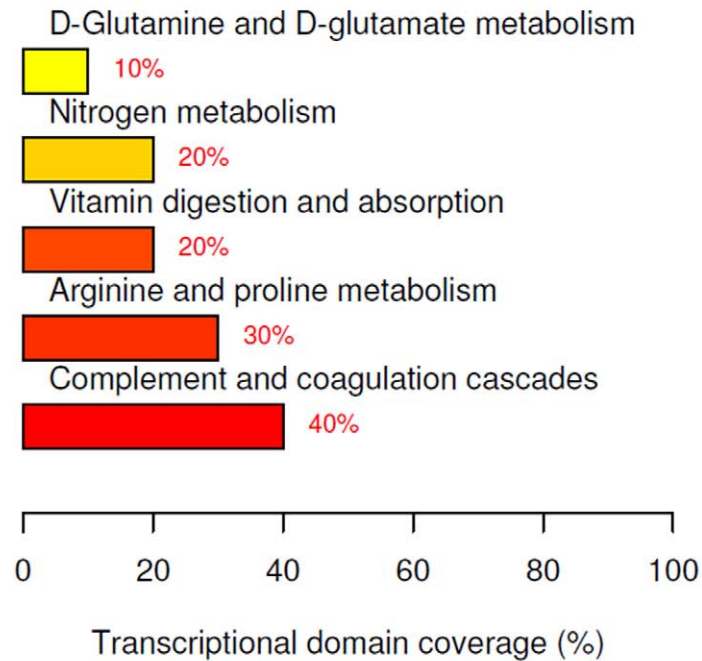 D-Glutamine and D-glutamate metabolism
10%
Nitrogen metabolism
20%
Vitamin digestion and absorption
20%
Arginine and proline metabolism
30%
Complement and coagulation cascades
40%
0 20 40 60 80 100
Transcriptional domain coverage (%)